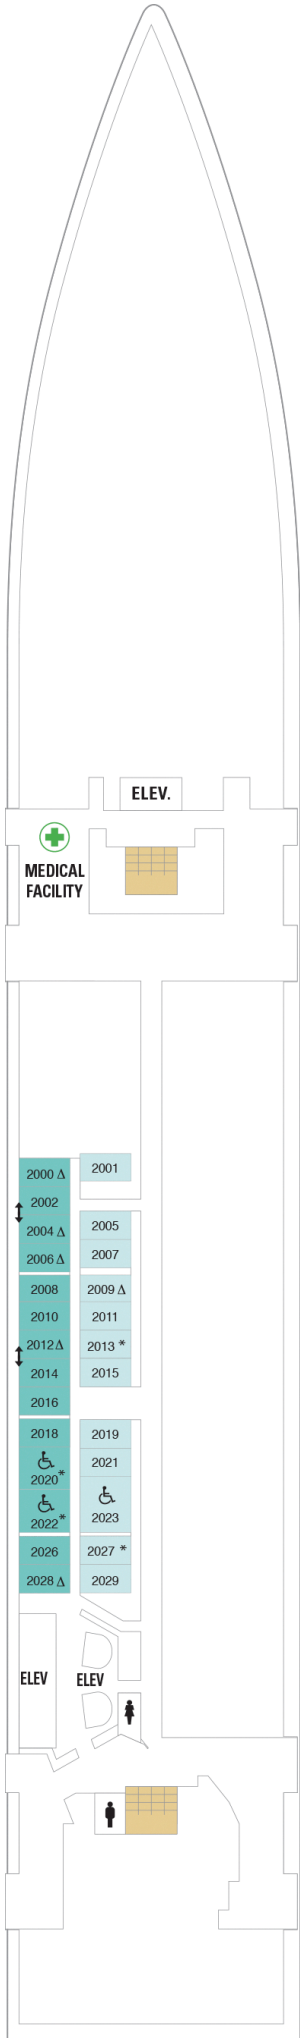 ELEV.
MEDICAL
FACILITY
2000 Δ
2001
2002
2004 Δ
2005
2006 Δ
2007
2008
2009 Δ
2010
2011
2012 Δ
2013 *
2014
2015
2016
2018
2019
2020 *
2021
2022 *
2023
2026
2027 *
2028 Δ
2029
ELEV
ELEV